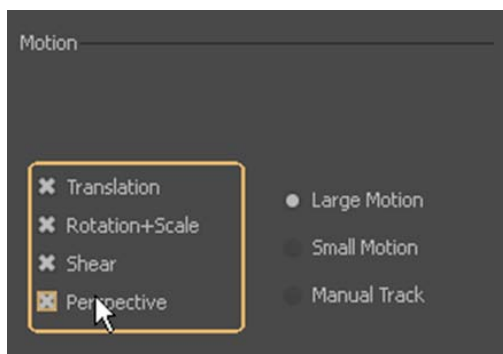 Motion
Translation
Rotation+Scale
Shear
Perspective
Large Motion
Small Motion
Manual Track